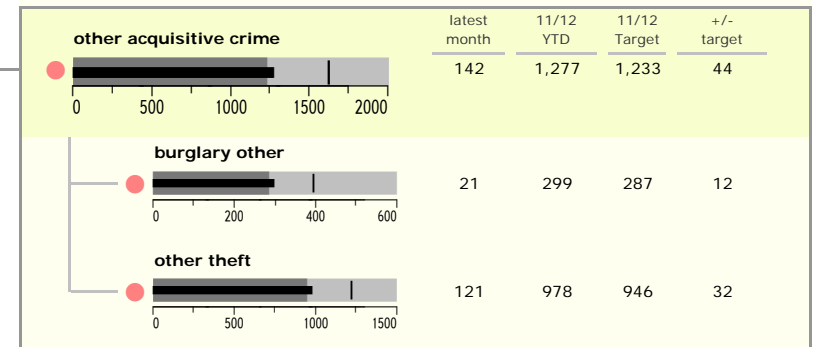 latest month
11/12 YTD
11/12 Target
+/- target
other acquisitive crime
142 1,277 1,233 44
0 500 1000 1500 2000
burglary other
21 299 287 12
0 200 400 600
other theft
121 978 946 32
0 500 1000 1500